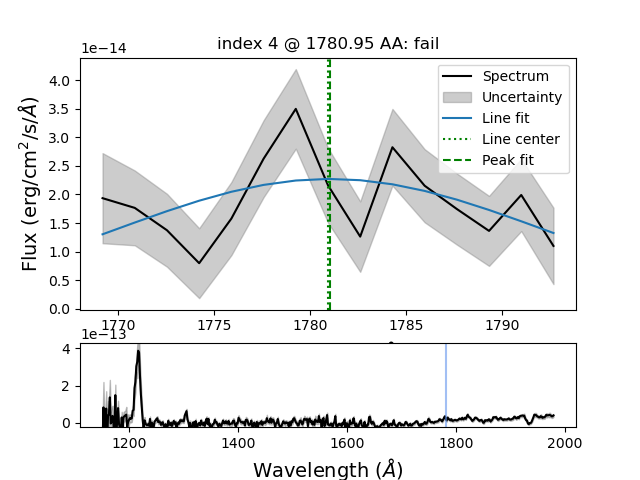 index 4 @ 1780.95 AA: fail
1e−14
Flux (erg/cm²/s/Å)
4.0
3.5
3.0
2.5
2.0
1.5
1.0
0.5
0.0
Spectrum
Uncertainty
Line fit
Line center
Peak fit
1770 1775 1780 1785 1790
1e−13
4
2
0
1200 1400 1600 1800 2000
Wavelength (Å)